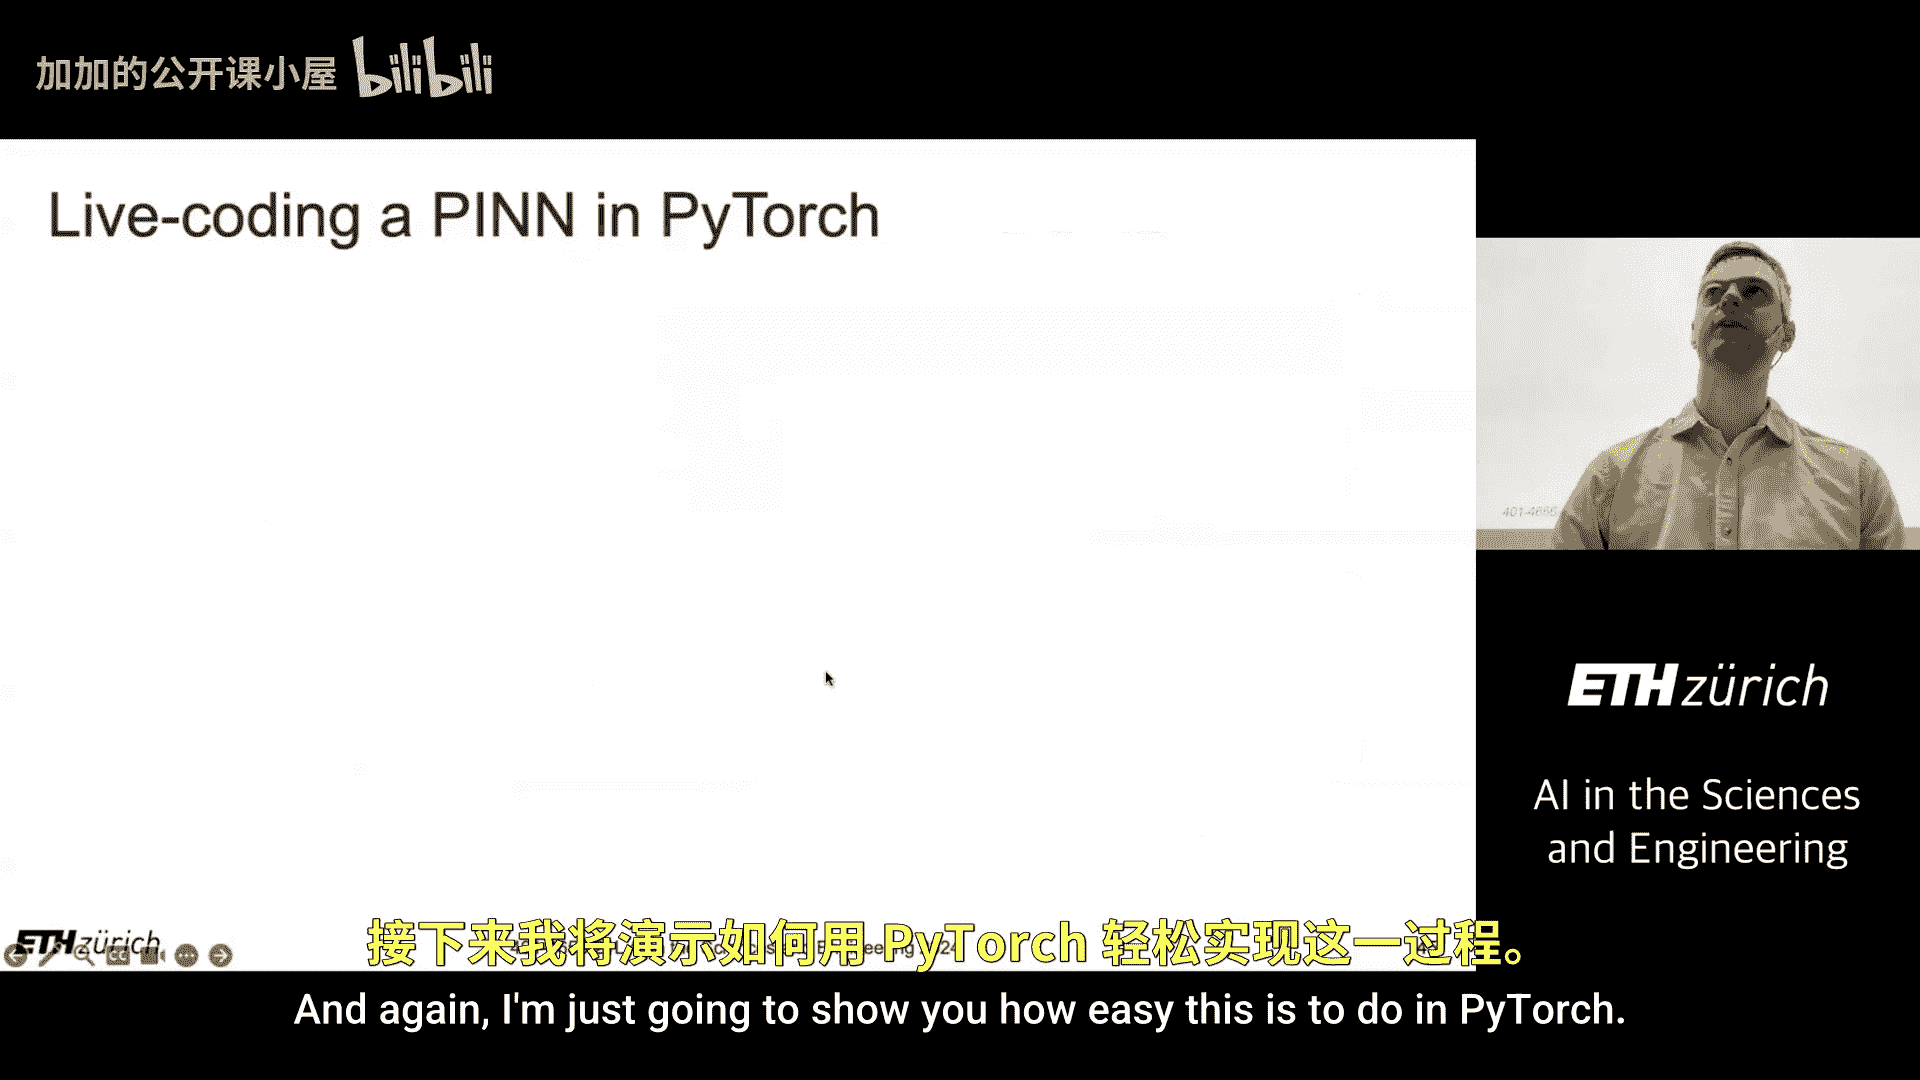 加加的公开课小屋 bilibili
Live-coding a PINN in PyTorch
401-4656
ETH zürich
AI in the Sciences
and Engineering
ETH zürich
接下来我将演示如何用 PyTorch 轻松实现这一过程。
And again, I'm just going to show you how easy this is to do in PyTorch.